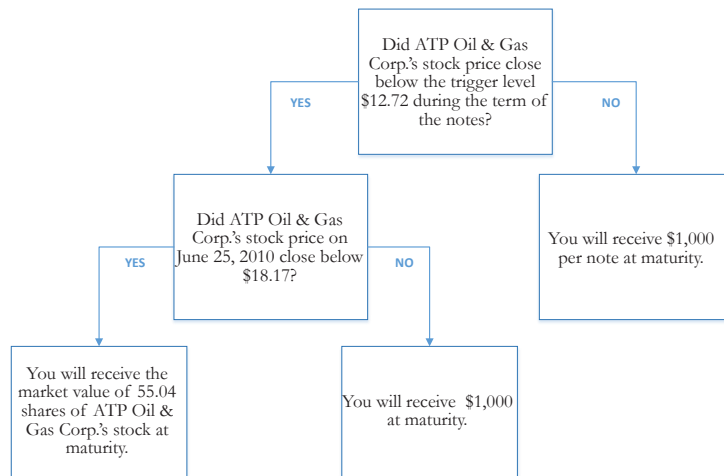 Did ATP Oil & Gas
Corp.'s stock price close
below the trigger level
$12.72 during the term of
the notes?
YES
NO
Did ATP Oil & Gas
Corp.'s stock price on
June 25, 2010 close below
$18.17?
You will receive $1,000
per note at maturity.
YES
NO
You will receive the
market value of 55.04
shares of ATP Oil &
Gas Corp.'s stock at
maturity.
You will receive $1,000
at maturity.